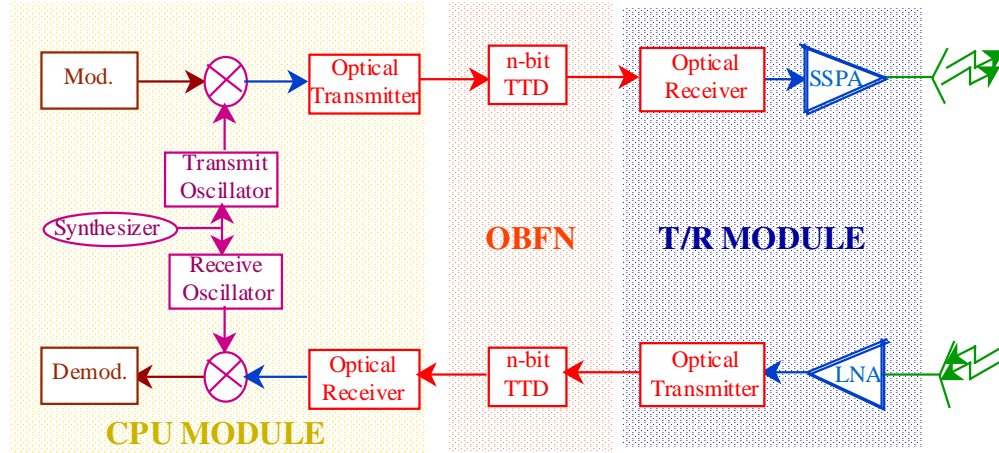 Mod.
Optical
Transmitter
n-bit
TTD
Optical
Receiver
SSPA
Transmit
Oscillator
Synthesizer
OBFN
T/R MODULE
Receive
Oscillator
Demod.
Optical
Receiver
n-bit
TTD
Optical
Transmitter
LNA
CPU MODULE